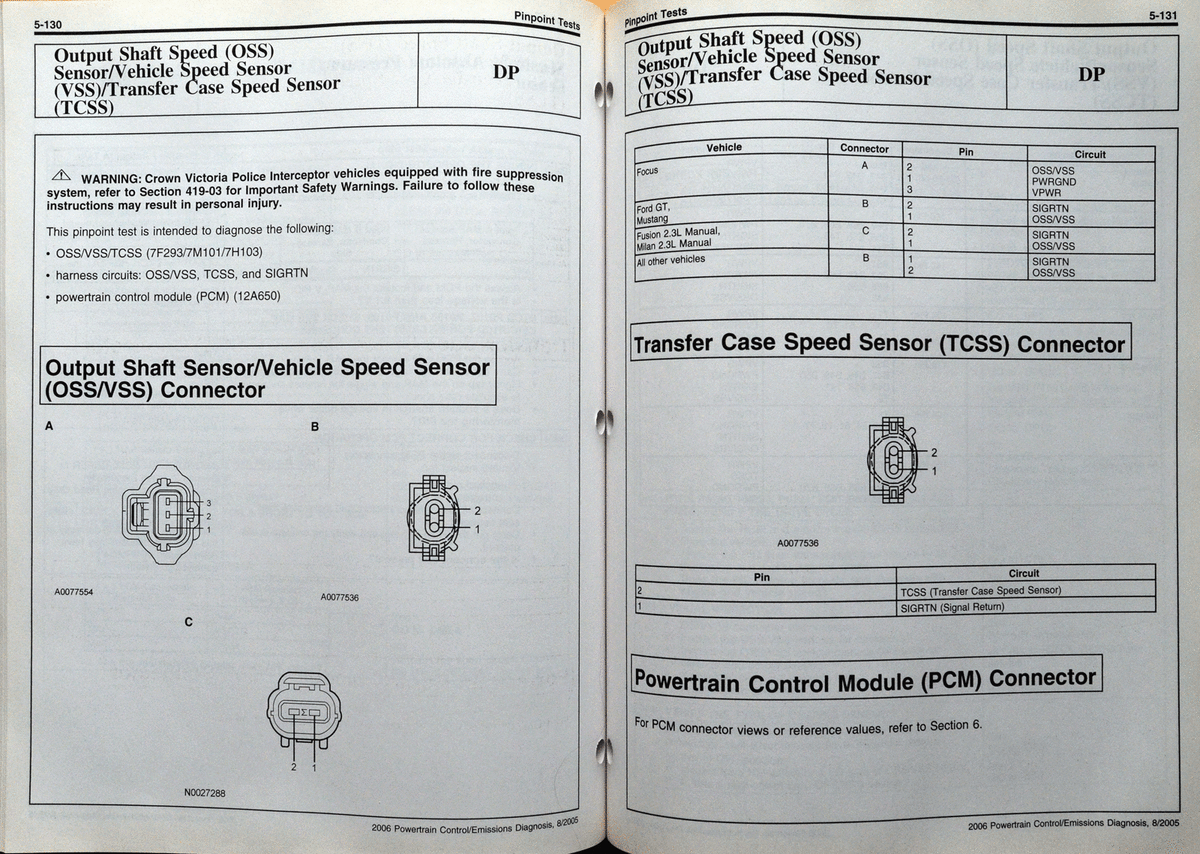 5-130
Pinpoint Tests
Output Shaft Speed (OSS)
Sensor/Vehicle Speed Sensor
(VSS)/Transfer Case Speed Sensor
(TCSS)
DP
⚠ WARNING: Crown Victoria Police Interceptor vehicles equipped with fire suppression
system, refer to Section 419-03 for Important Safety Warnings. Failure to follow these
instructions may result in personal injury.
This pinpoint test is intended to diagnose the following:
• OSS/VSS/TCSS (7F293/7M101/7H103)
• harness circuits: OSS/VSS, TCSS, and SIGRTN
• powertrain control module (PCM) (12A650)
Output Shaft Sensor/Vehicle Speed Sensor
(OSS/VSS) Connector
A
B
3
2
1
2
1
A0077554
A0077536
C
2 1
N0027288
2006 Powertrain Control/Emissions Diagnosis, 8/2005
Pinpoint Tests
5-131
Output Shaft Speed (OSS)
Sensor/Vehicle Speed Sensor
(VSS)/Transfer Case Speed Sensor
(TCSS)
DP
Vehicle Connector Pin Circuit
Focus A 2 OSS/VSS
1 PWRGND
3 VPWR
Ford GT, B 2 SIGRTN
Mustang 1 OSS/VSS
Fusion 2.3L Manual, C 2 SIGRTN
Milan 2.3L Manual 1 OSS/VSS
All other vehicles B 1 SIGRTN
2 OSS/VSS
Transfer Case Speed Sensor (TCSS) Connector
2
1
A0077536
Pin Circuit
2 TCSS (Transfer Case Speed Sensor)
1 SIGRTN (Signal Return)
Powertrain Control Module (PCM) Connector
For PCM connector views or reference values, refer to Section 6.
2006 Powertrain Control/Emissions Diagnosis, 8/2005